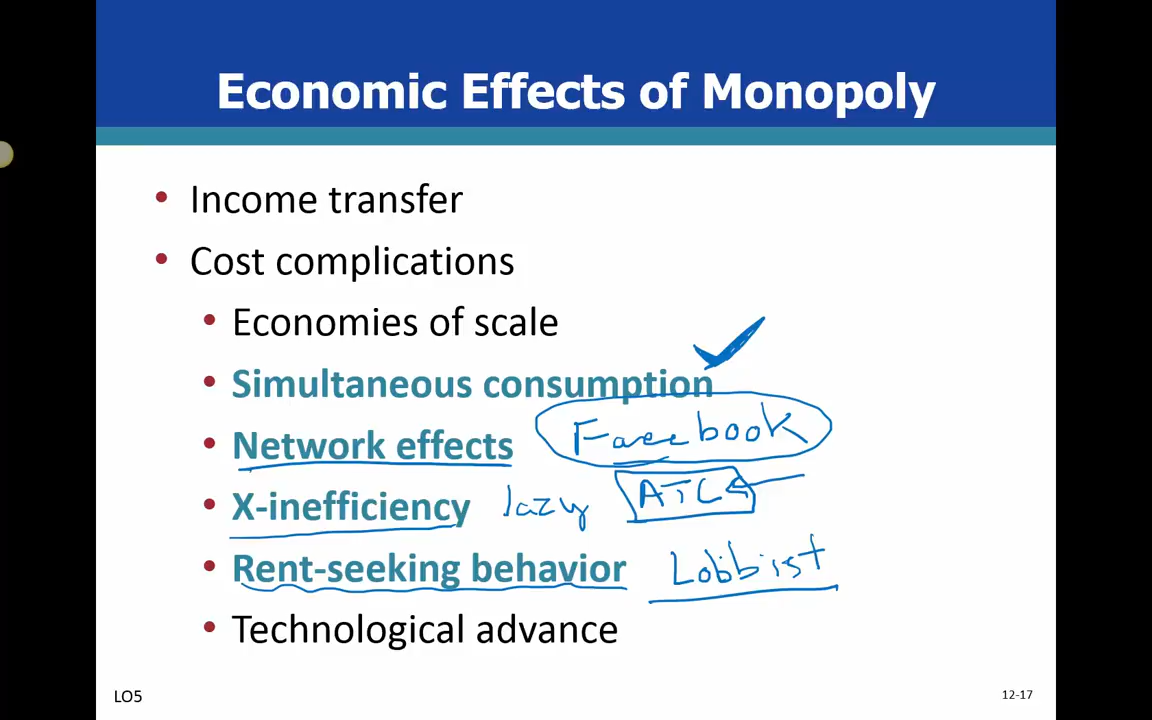 Economic Effects of Monopoly
• Income transfer
• Cost complications
• Economies of scale
• Simultaneous consumption
• Network effects Facebook
• X-inefficiency lazy
• Rent-seeking behavior Lobbist
• Technological advance
LO5 12-17